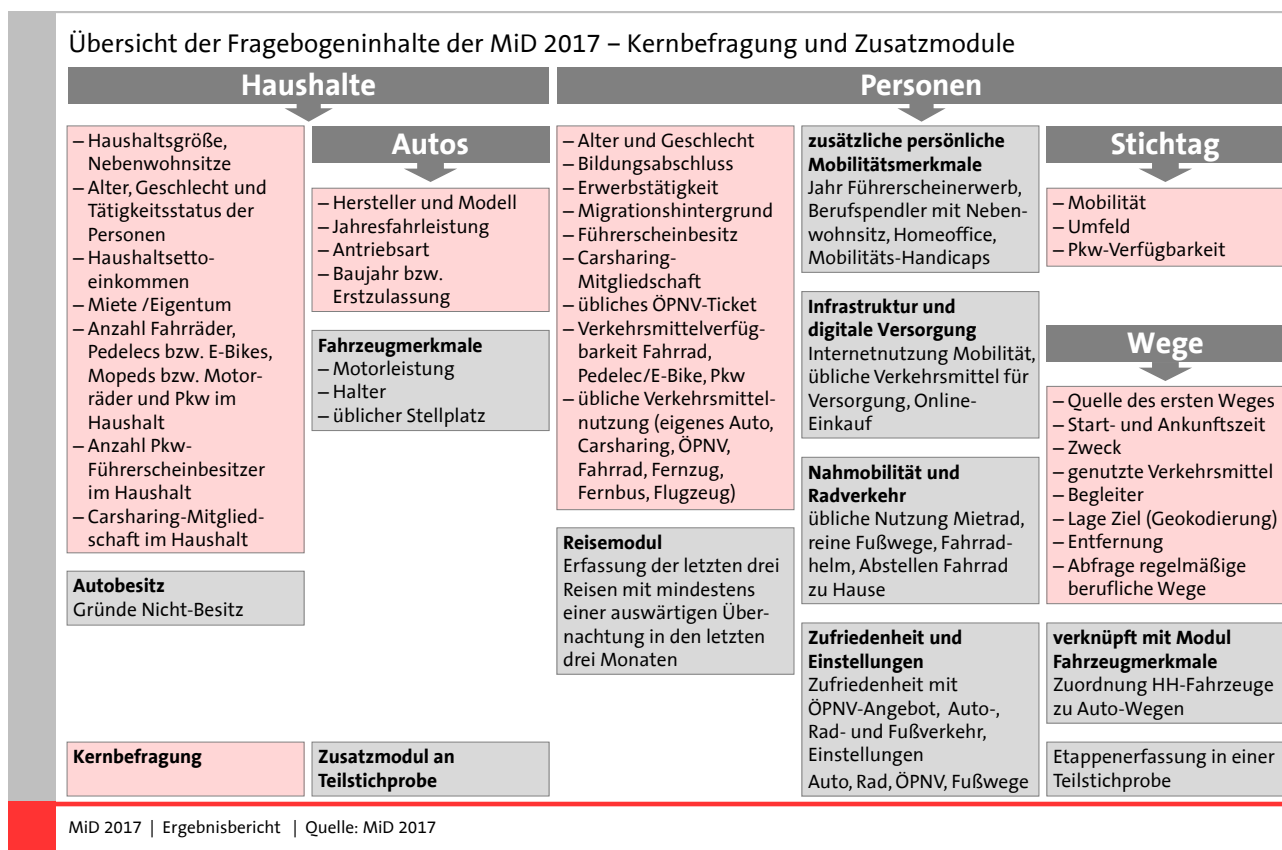 Übersicht der Fragebogeninhalte der MiD 2017 – Kernbefragung und Zusatzmodule
Haushalte
– Haushaltsgröße,
Nebenwohnsitze
– Alter, Geschlecht und
Tätigkeitsstatus der
Personen
– Haushaltsetto-
einkommen
– Miete /Eigentum
– Anzahl Fahrräder,
Pedelecs bzw. E-Bikes,
Mopeds bzw. Motor-
räder und Pkw im
Haushalt
– Anzahl Pkw-
Führerscheinbesitzer
im Haushalt
– Carsharing-Mitglied-
schaft im Haushalt
Autobesitz
Gründe Nicht-Besitz
Kernbefragung
Autos
– Hersteller und Modell
– Jahresfahrleistung
– Antriebsart
– Baujahr bzw.
Erstzulassung
Fahrzeugmerkmale
– Motorleistung
– Halter
– üblicher Stellplatz
Zusatzmodul an
Teilstichprobe
Personen
– Alter und Geschlecht
– Bildungsabschluss
– Erwerbstätigkeit
– Migrationshintergrund
– Führerscheinbesitz
– Carsharing-
Mitgliedschaft
– übliches ÖPNV-Ticket
– Verkehrsmittelverfüg-
barkeit Fahrrad,
Pedelec/E-Bike, Pkw
– übliche Verkehrsmittel-
nutzung (eigenes Auto,
Carsharing, ÖPNV,
Fahrrad, Fernzug,
Fernbus, Flugzeug)
Reisemodul
Erfassung der letzten drei
Reisen mit mindestens
einer auswärtigen Über-
nachtung in den letzten
drei Monaten
zusätzliche persönliche
Mobilitätsmerkmale
Jahr Führerscheinerwerb,
Berufspendler mit Neben-
wohnsitz, Homeoffice,
Mobilitäts-Handicaps
Infrastruktur und
digitale Versorgung
Internetnutzung Mobilität,
übliche Verkehrsmittel für
Versorgung, Online-
Einkauf
Nahmobilität und
Radverkehr
übliche Nutzung Mietrad,
reine Fußwege, Fahrrad-
helm, Abstellen Fahrrad
zu Hause
Zufriedenheit und
Einstellungen
Zufriedenheit mit
ÖPNV-Angebot, Auto-,
Rad- und Fußverkehr,
Einstellungen
Auto, Rad, ÖPNV, Fußwege
Stichtag
– Mobilität
– Umfeld
– Pkw-Verfügbarkeit
Wege
– Quelle des ersten Weges
– Start- und Ankunftszeit
– Zweck
– genutzte Verkehrsmittel
– Begleiter
– Lage Ziel (Geokodierung)
– Entfernung
– Abfrage regelmäßige
berufliche Wege
verknüpft mit Modul
Fahrzeugmerkmale
Zuordnung HH-Fahrzeuge
zu Auto-Wegen
Etappenerfassung in einer
Teilstichprobe
MiD 2017 | Ergebnisbericht | Quelle: MiD 2017